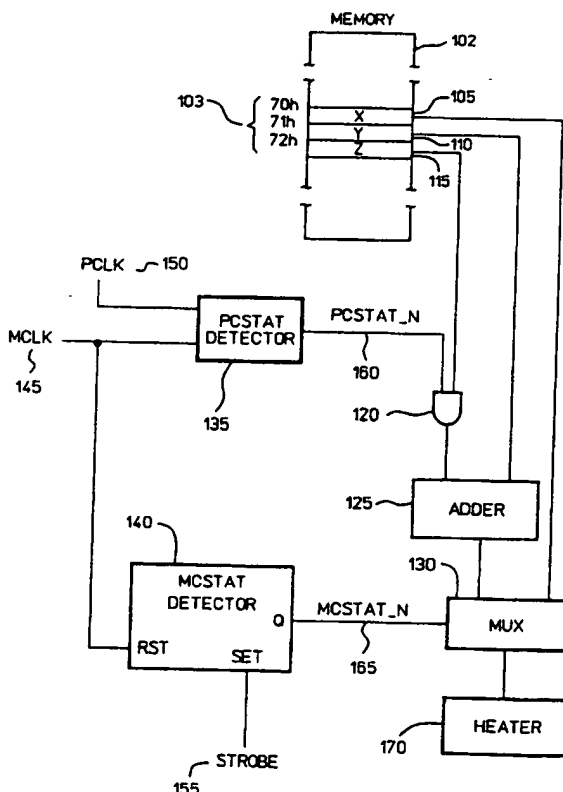 MEMORY
102
103
70h
71h
72h
X
Y
Z
105
110
115
PCLK 150
MCLK
145
PCSTAT
DETECTOR
135
PCSTAT_N
160
120
125
ADDER
140
MCSTAT
DETECTOR
Q
RST
SET
MCSTAT_N
165
130
MUX
HEATER
170
STROBE
155